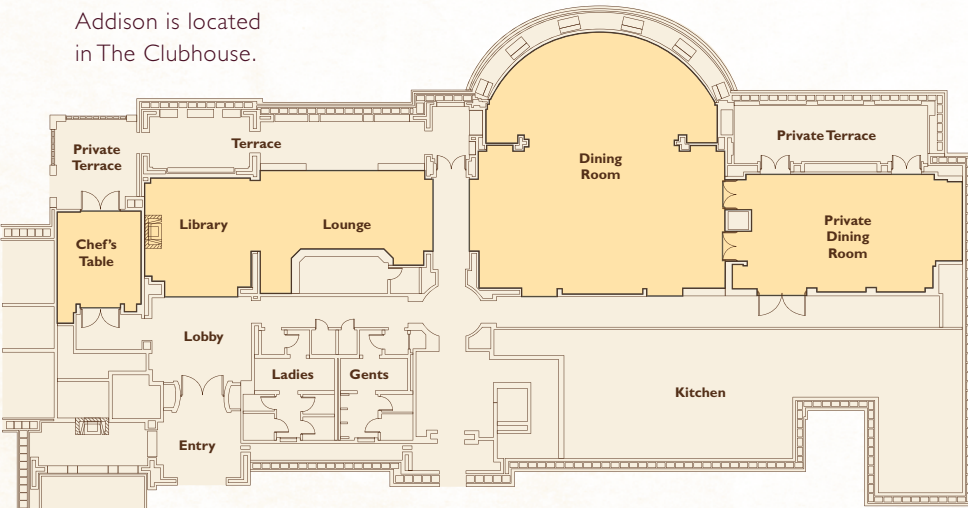 Addison is located
in The Clubhouse.
Private
Terrace
Terrace
Dining
Room
Private Terrace
Chef's
Table
Library
Lounge
Private
Dining
Room
Lobby
Ladies
Gents
Kitchen
Entry